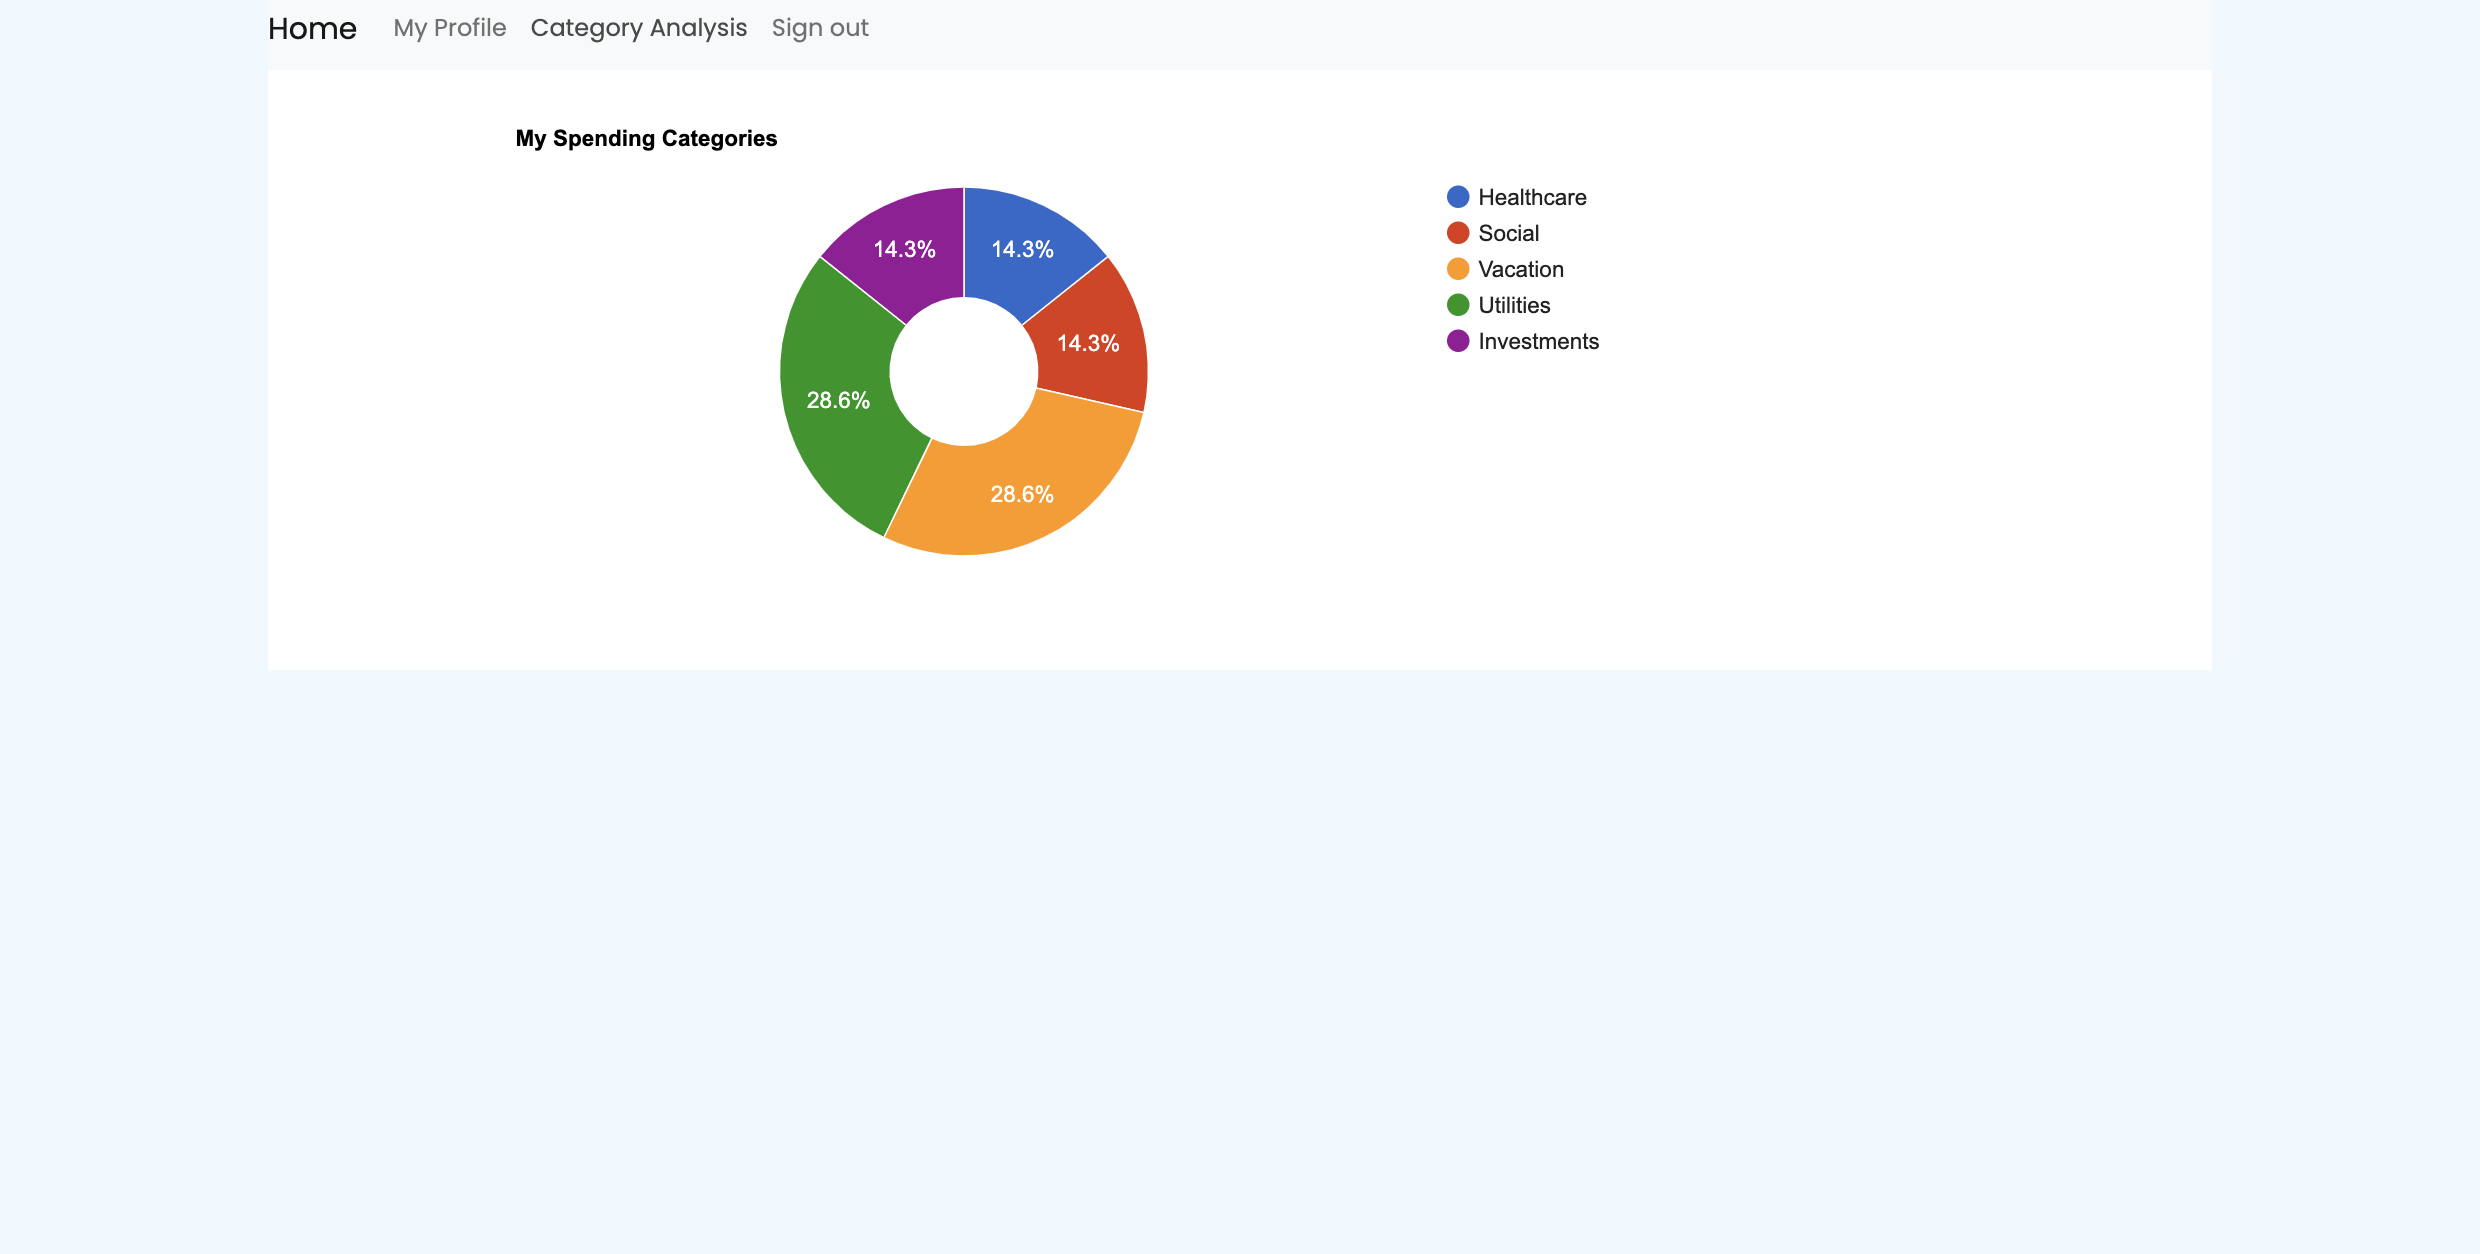 Home My Profile Category Analysis Sign out
My Spending Categories
14.3% 14.3%
14.3%
28.6%
28.6%
Healthcare
Social
Vacation
Utilities
Investments